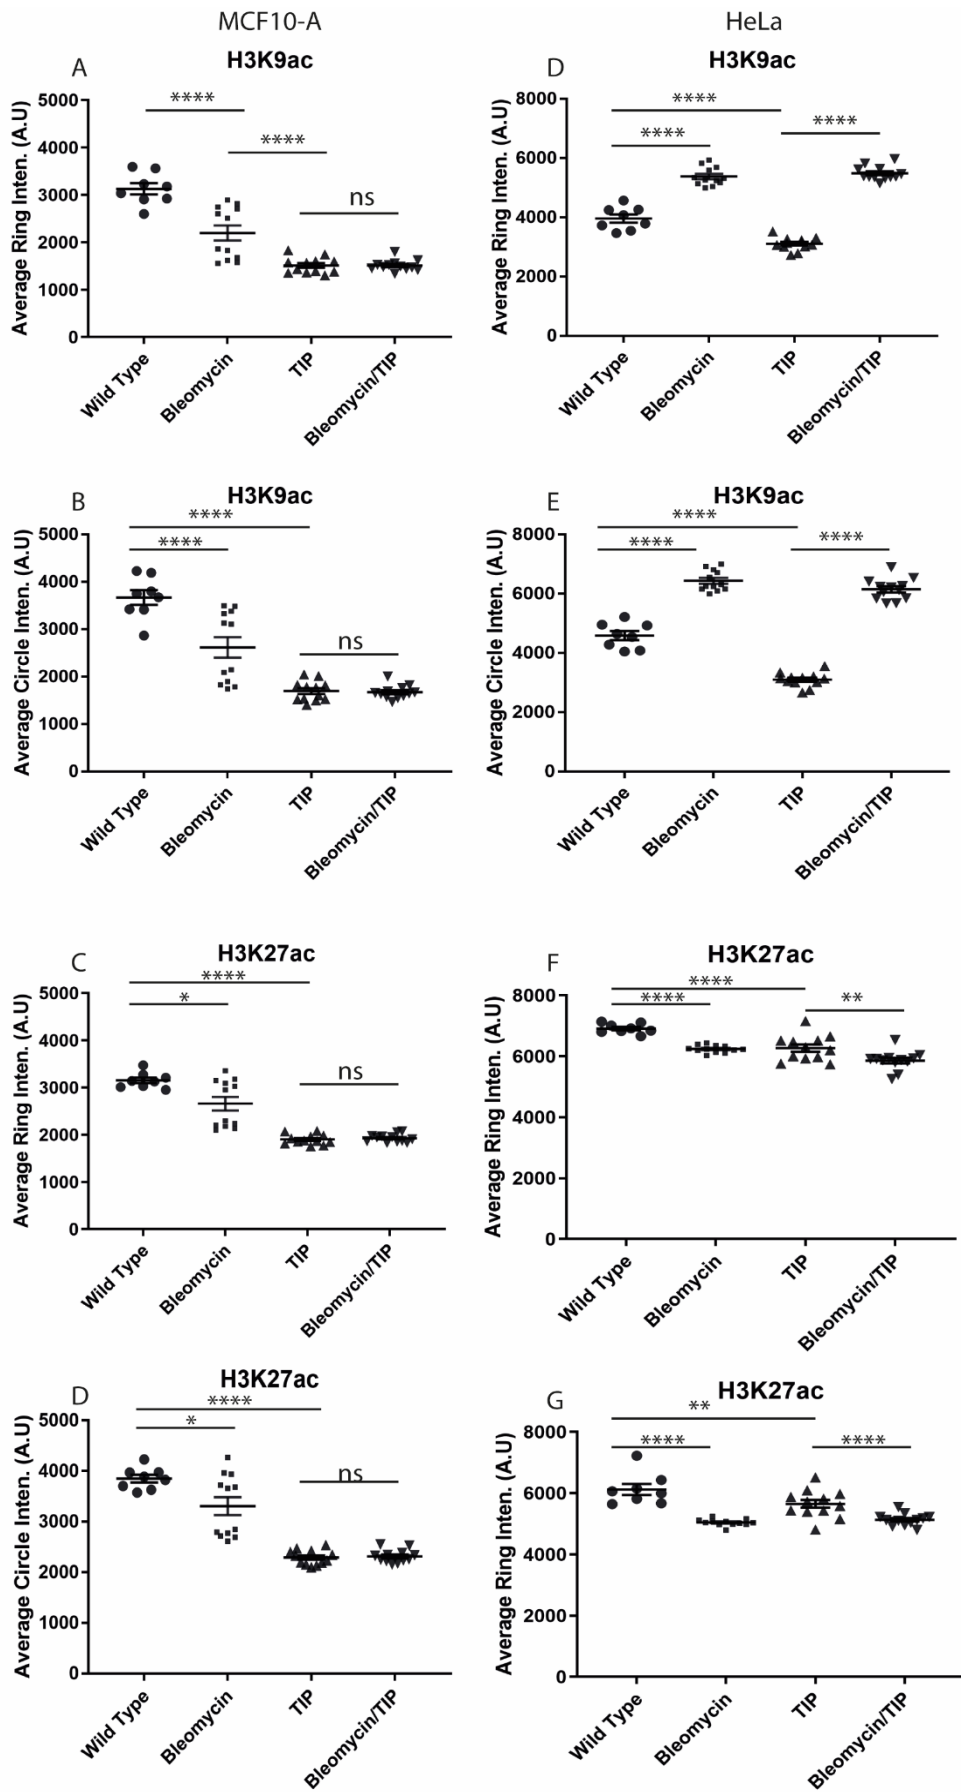 MCF10-A
HeLa
A
H3K9ac
Average Ring Inten. (A.U)
5000
4000
3000
2000
1000
0
****
****
ns
Wild Type
Bleomycin
TIP
Bleomycin/TIP
D
H3K9ac
Average Ring Inten. (A.U)
8000
6000
4000
2000
0
****
****
****
Wild Type
Bleomycin
TIP
Bleomycin/TIP
B
H3K9ac
Average Circle Inten. (A.U)
5000
4000
3000
2000
1000
0
****
****
ns
Wild Type
Bleomycin
TIP
Bleomycin/TIP
E
H3K9ac
Average Circle Inten. (A.U)
8000
6000
4000
2000
0
****
****
****
Wild Type
Bleomycin
TIP
Bleomycin/TIP
C
H3K27ac
Average Ring Inten. (A.U)
5000
4000
3000
2000
1000
0
****
*
ns
Wild Type
Bleomycin
TIP
Bleomycin/TIP
F
H3K27ac
Average Ring Inten. (A.U)
8000
6000
4000
2000
0
****
****
**
Wild Type
Bleomycin
TIP
Bleomycin/TIP
D
H3K27ac
Average Circle Inten. (A.U)
5000
4000
3000
2000
1000
0
****
*
ns
Wild Type
Bleomycin
TIP
Bleomycin/TIP
G
H3K27ac
Average Ring Inten. (A.U)
8000
6000
4000
2000
0
**
****
****
Wild Type
Bleomycin
TIP
Bleomycin/TIP